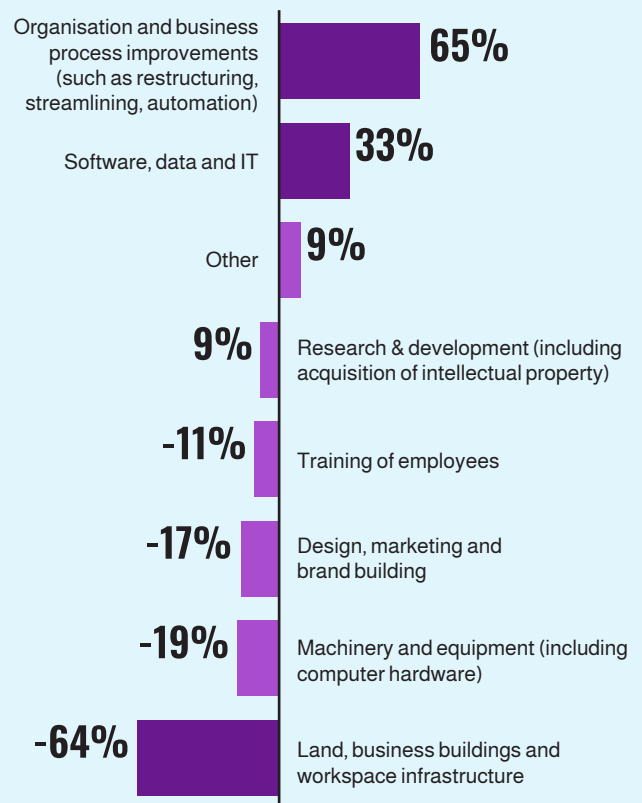 Organisation and business
process improvements
(such as restructuring,
streamlining, automation)
65%
Software, data and IT
33%
Other
9%
9%
Research & development (including
acquisition of intellectual property)
-11%
Training of employees
-17%
Design, marketing and
brand building
-19%
Machinery and equipment (including
computer hardware)
-64%
Land, business buildings and
workspace infrastructure